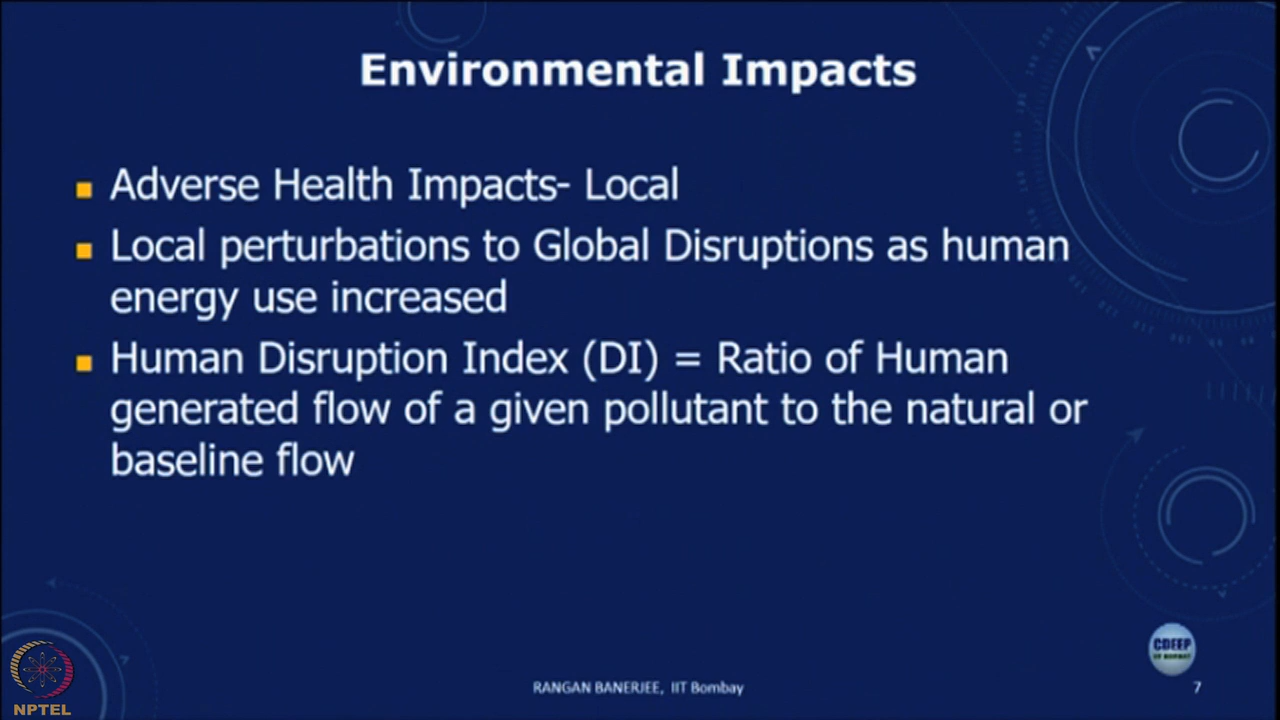 Environmental Impacts
Adverse Health Impacts- Local
Local perturbations to Global Disruptions as human
energy use increased
Human Disruption Index (DI) = Ratio of Human
generated flow of a given pollutant to the natural or
baseline flow
CDEEP
IIT BOMBAY
NPTEL
RANGAN BANERJEE, IIT Bombay
7